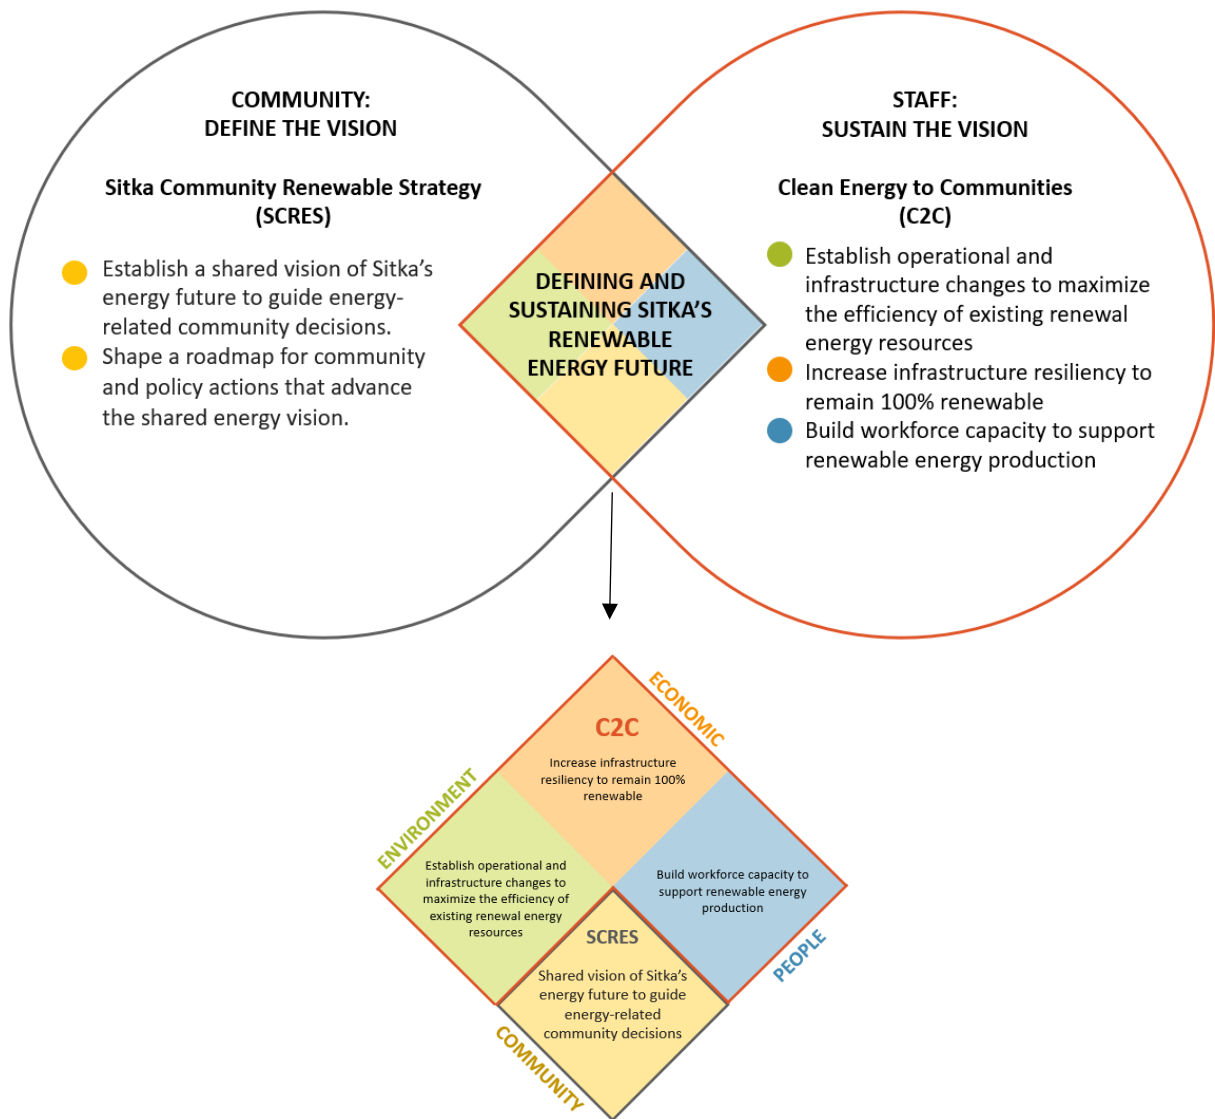 COMMUNITY:
DEFINE THE VISION
Sitka Community Renewable Strategy
(SCRES)
Establish a shared vision of Sitka's
energy future to guide energy-
related community decisions.
Shape a roadmap for community
and policy actions that advance
the shared energy vision.
DEFINING AND
SUSTAINING SITKA'S
RENEWABLE
ENERGY FUTURE
STAFF:
SUSTAIN THE VISION
Clean Energy to Communities
(C2C)
Establish operational and
infrastructure changes to maximize
the efficiency of existing renewal
energy resources
Increase infrastructure resiliency to
remain 100% renewable
Build workforce capacity to support
renewable energy production
ECONOMIC
C2C
Increase infrastructure
resiliency to remain 100%
renewable
ENVIRONMENT
Establish operational and
infrastructure changes to
maximize the efficiency of
existing renewal energy
resources
Build workforce capacity to
support renewable energy
production
PEOPLE
SCRES
Shared vision of Sitka's
energy future to guide
energy-related
community decisions
COMMUNITY